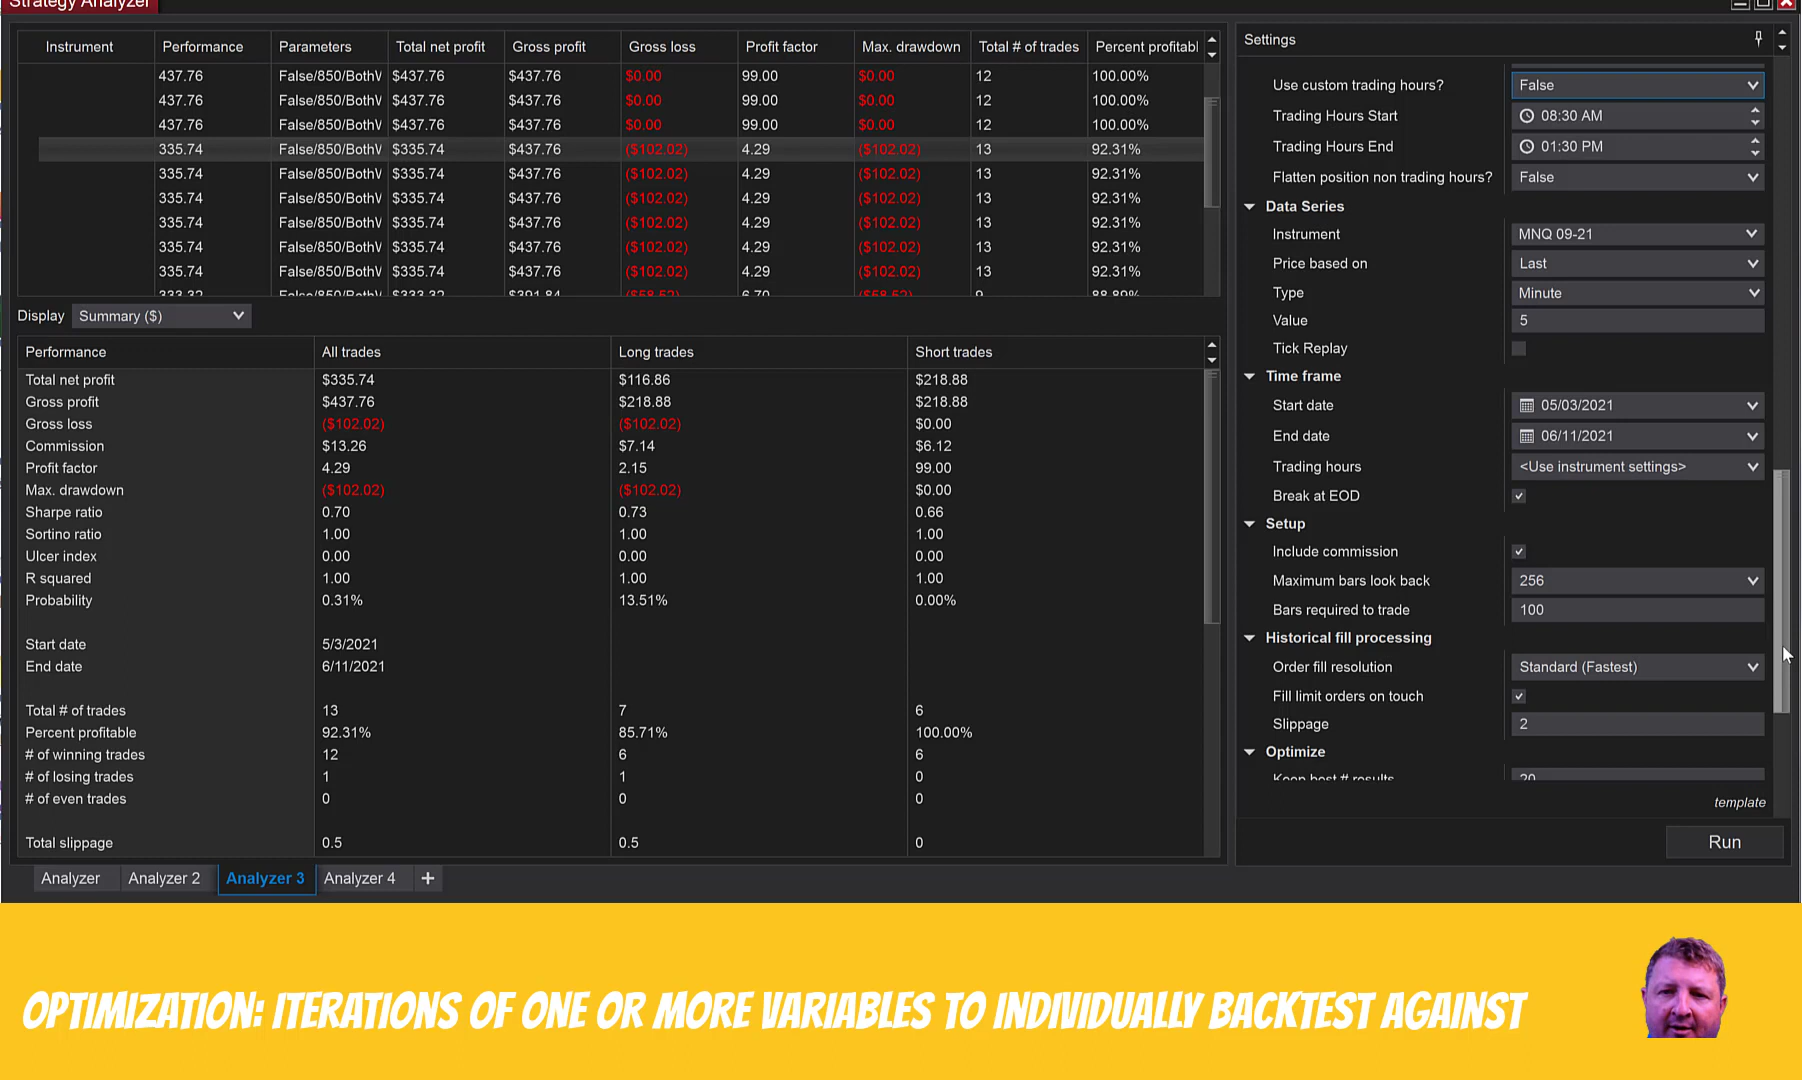 Strategy Analyzer
Instrument Performance Parameters Total net profit Gross profit Gross loss Profit factor Max. drawdown Total # of trades Percent profitabl
437.76 False/850/BothV $437.76 $437.76 $0.00 99.00 $0.00 12 100.00%
437.76 False/850/BothV $437.76 $437.76 $0.00 99.00 $0.00 12 100.00%
437.76 False/850/BothV $437.76 $437.76 $0.00 99.00 $0.00 12 100.00%
335.74 False/850/BothV $335.74 $437.76 ($102.02) 4.29 ($102.02) 13 92.31%
335.74 False/850/BothV $335.74 $437.76 ($102.02) 4.29 ($102.02) 13 92.31%
335.74 False/850/BothV $335.74 $437.76 ($102.02) 4.29 ($102.02) 13 92.31%
335.74 False/850/BothV $335.74 $437.76 ($102.02) 4.29 ($102.02) 13 92.31%
335.74 False/850/BothV $335.74 $437.76 ($102.02) 4.29 ($102.02) 13 92.31%
335.74 False/850/BothV $335.74 $437.76 ($102.02) 4.29 ($102.02) 13 92.31%
333.32 False/850/BothV $333.32 $391.84 ($58.52) 6.70 ($58.52) 9 88.89%
Display Summary ($)
Performance All trades Long trades Short trades
Total net profit $335.74 $116.86 $218.88
Gross profit $437.76 $218.88 $218.88
Gross loss ($102.02) ($102.02) $0.00
Commission $13.26 $7.14 $6.12
Profit factor 4.29 2.15 99.00
Max. drawdown ($102.02) ($102.02) $0.00
Sharpe ratio 0.70 0.73 0.66
Sortino ratio 1.00 1.00 1.00
Ulcer index 0.00 0.00 0.00
R squared 1.00 1.00 1.00
Probability 0.31% 13.51% 0.00%
Start date 5/3/2021
End date 6/11/2021
Total # of trades 13 7 6
Percent profitable 92.31% 85.71% 100.00%
# of winning trades 12 6 6
# of losing trades 1 1 0
# of even trades 0 0 0
Total slippage 0.5 0.5 0
Analyzer Analyzer 2 Analyzer 3 Analyzer 4 +
Settings
Use custom trading hours? False
Trading Hours Start 08:30 AM
Trading Hours End 01:30 PM
Flatten position non trading hours? False
Data Series
Instrument MNQ 09-21
Price based on Last
Type Minute
Value 5
Tick Replay
Time frame
Start date 05/03/2021
End date 06/11/2021
Trading hours <Use instrument settings>
Break at EOD
Setup
Include commission
Maximum bars look back 256
Bars required to trade 100
Historical fill processing
Order fill resolution Standard (Fastest)
Fill limit orders on touch
Slippage 2
Optimize
Keep best # results 20
template
Run
OPTIMIZATION: ITERATIONS OF ONE OR MORE VARIABLES TO INDIVIDUALLY BACKTEST AGAINST